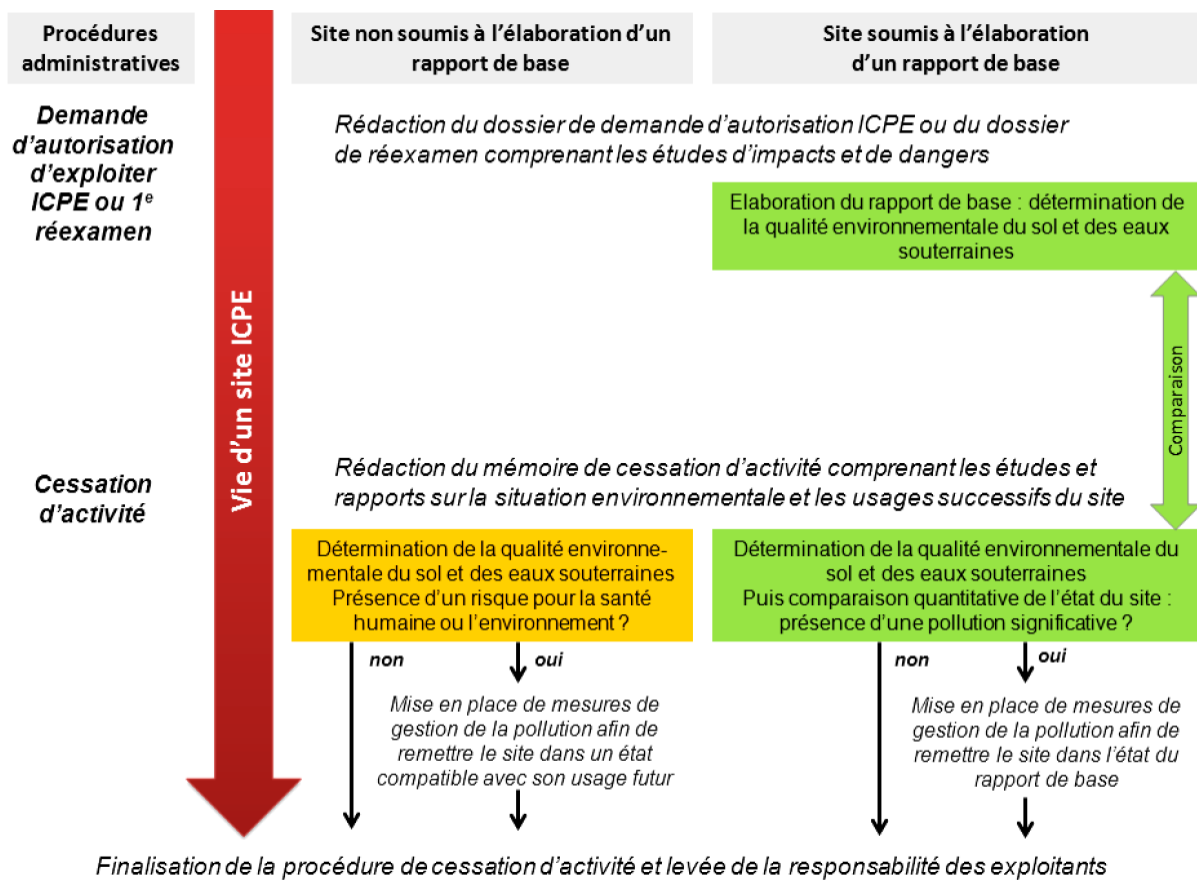 Procédures
administratives
Site non soumis à l'élaboration d'un
rapport de base
Site soumis à l'élaboration
d'un rapport de base
Demande
d'autorisation
d'exploiter
ICPE ou 1e
réexamen
Rédaction du dossier de demande d'autorisation ICPE ou du dossier
de réexamen comprenant les études d'impacts et de dangers
Elaboration du rapport de base : détermination de
la qualité environnementale du sol et des eaux
souterraines
Vie d'un site ICPE
Comparaison
Cessation
d'activité
Rédaction du mémoire de cessation d'activité comprenant les études et
rapports sur la situation environnementale et les usages successifs du site
Détermination de la qualité environne-
mentale du sol et des eaux souterraines
Présence d'un risque pour la santé
humaine ou l'environnement ?
Détermination de la qualité environnementale du
sol et des eaux souterraines
Puis comparaison quantitative de l'état du site :
présence d'une pollution significative ?
non
oui
Mise en place de mesures de
gestion de la pollution afin de
remettre le site dans un état
compatible avec son usage futur
non
oui
Mise en place de mesures de
gestion de la pollution afin de
remettre le site dans l'état du
rapport de base
Finalisation de la procédure de cessation d'activité et levée de la responsabilité des exploitants